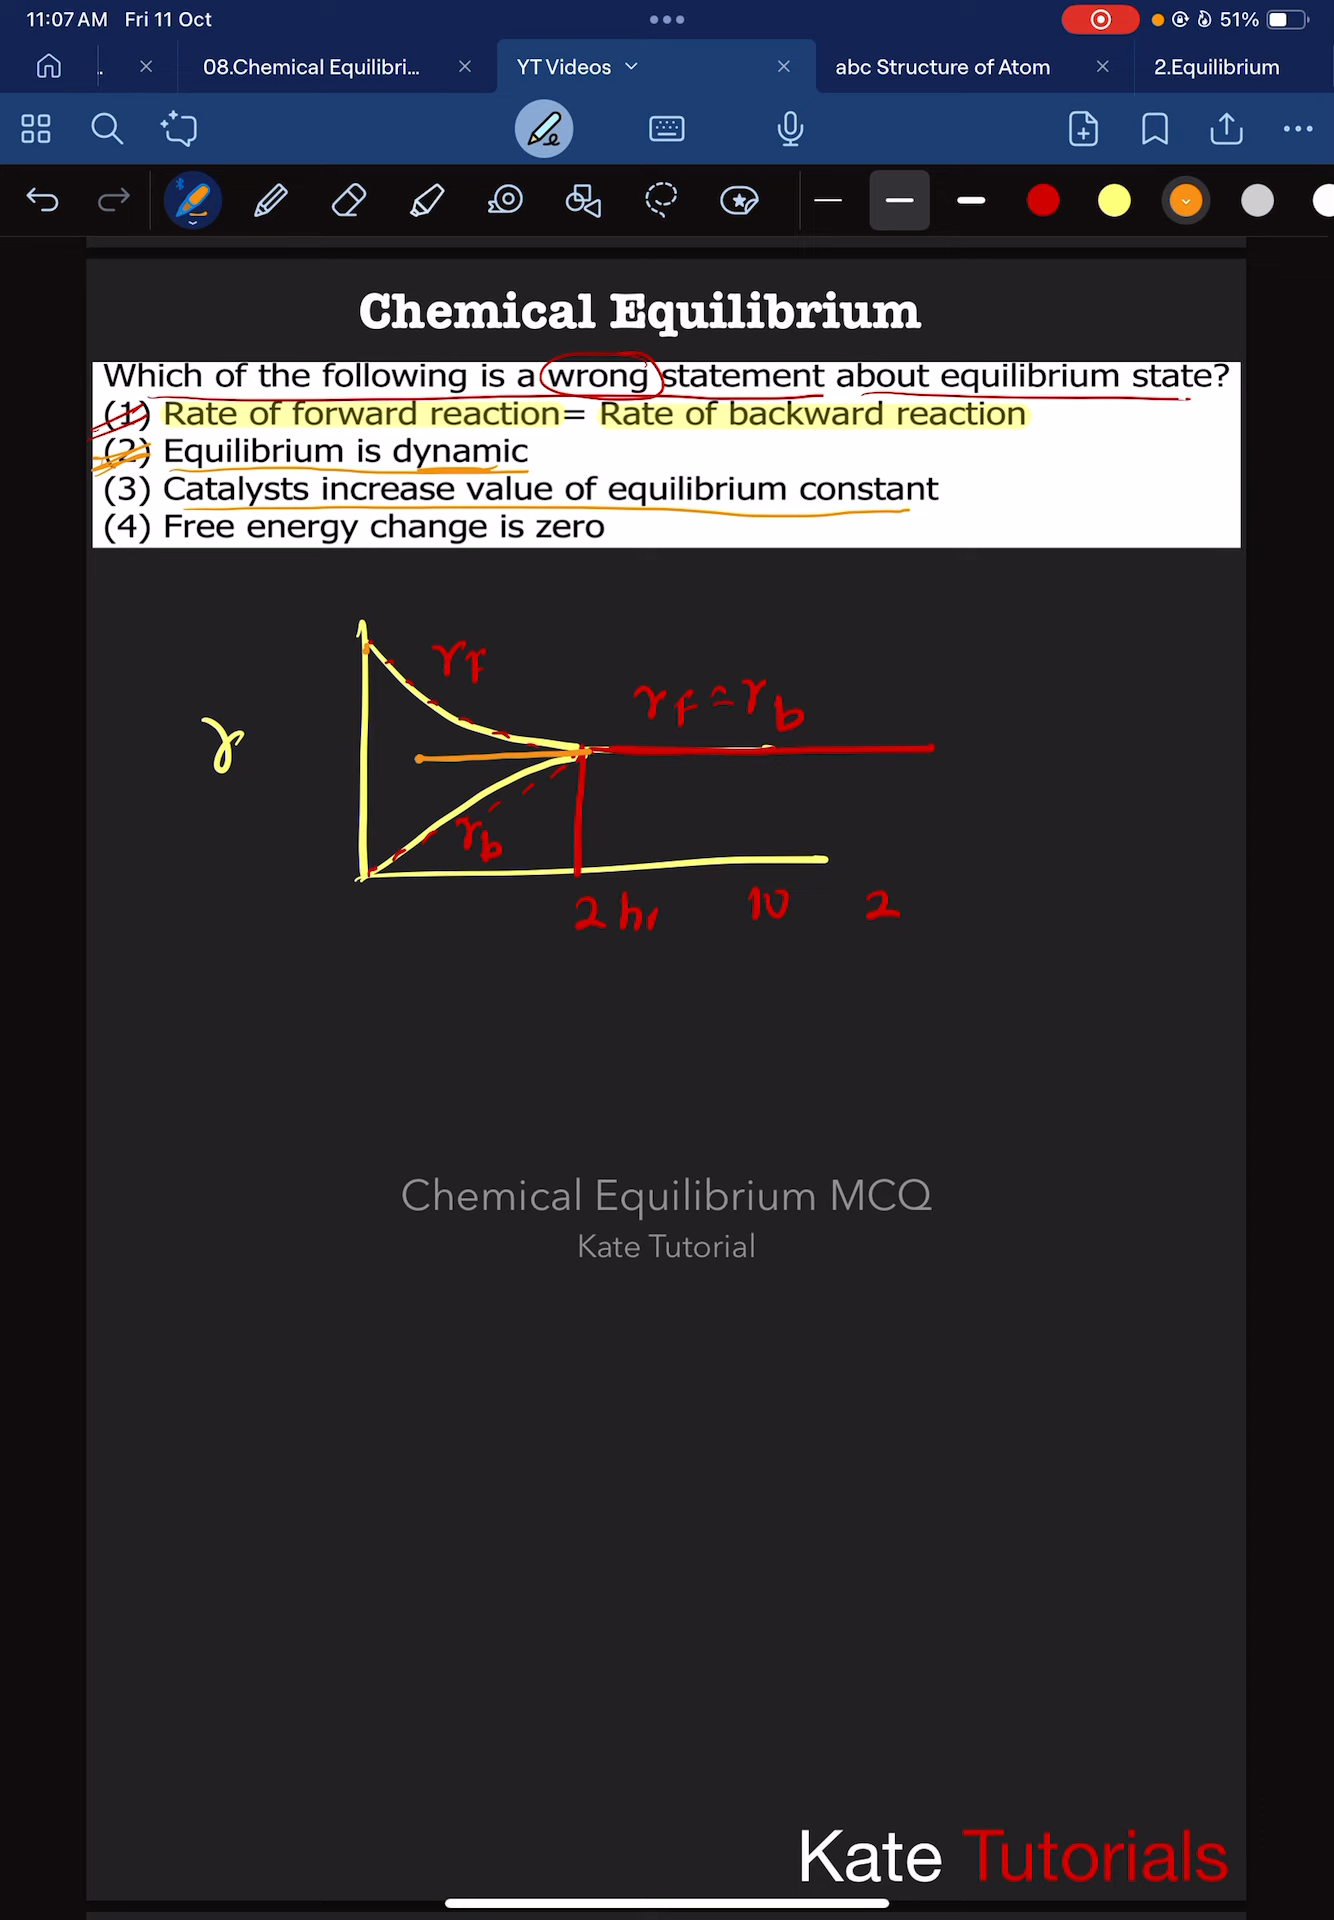 11:07 AM Fri 11 Oct
51%
. 08.Chemical Equilibri... YT Videos abc Structure of Atom 2.Equilibrium
Chemical Equilibrium
Which of the following is a wrong statement about equilibrium state?
(1) Rate of forward reaction= Rate of backward reaction
(2) Equilibrium is dynamic
(3) Catalysts increase value of equilibrium constant
(4) Free energy change is zero
rf
rf = rb
r
rb
2 hr 10 2
Chemical Equilibrium MCQ
Kate Tutorial
Kate Tutorials